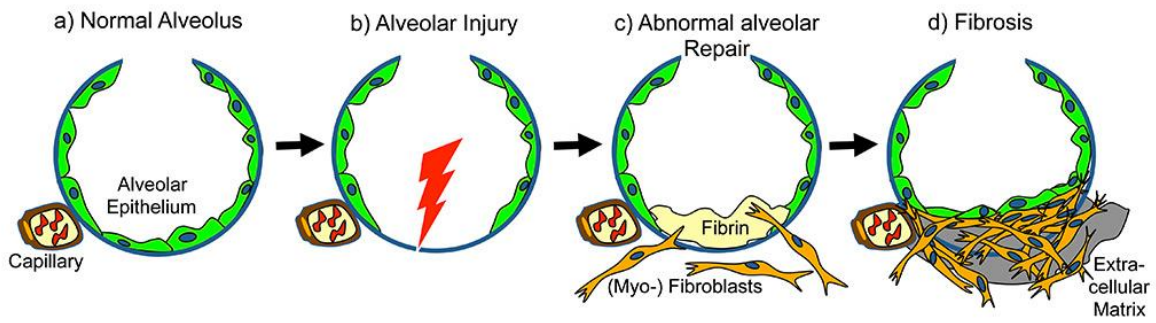 a) Normal Alveolus
b) Alveolar Injury
c) Abnormal alveolar
Repair
d) Fibrosis
Alveolar
Epithelium
Capillary
Fibrin
(Myo-) Fibroblasts
Extra-
cellular
Matrix